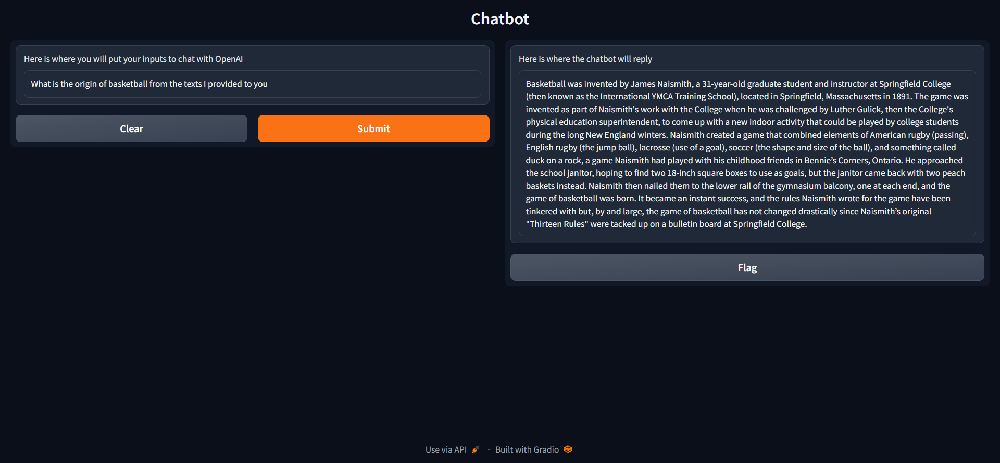 Chatbot
Here is where you will put your inputs to chat with OpenAI
What is the origin of basketball from the texts I provided to you
Clear
Submit
Here is where the chatbot will reply
Basketball was invented by James Naismith, a 31-year-old graduate student and instructor at Springfield College
(then known as the International YMCA Training School), located in Springfield, Massachusetts in 1891. The game was
invented as part of Naismith's work with the College when he was challenged by Luther Gulick, then the College's
physical education superintendent, to come up with a new indoor activity that could be played by college students
during the long New England winters. Naismith created a game that combined elements of American rugby (passing),
English rugby (the jump ball), lacrosse (use of a goal), soccer (the shape and size of the ball), and something called
duck on a rock, a game Naismith had played with his childhood friends in Bennie’s Corners, Ontario. He approached
the school janitor, hoping to find two 18-inch square boxes to use as goals, but the janitor came back with two peach
baskets instead. Naismith then nailed them to the lower rail of the gymnasium balcony, one at each end, and the
game of basketball was born. It became an instant success, and the rules Naismith wrote for the game have been
tinkered with but, by and large, the game of basketball has not changed drastically since Naismith’s original
"Thirteen Rules" were tacked up on a bulletin board at Springfield College.
Flag
Use via API · Built with Gradio